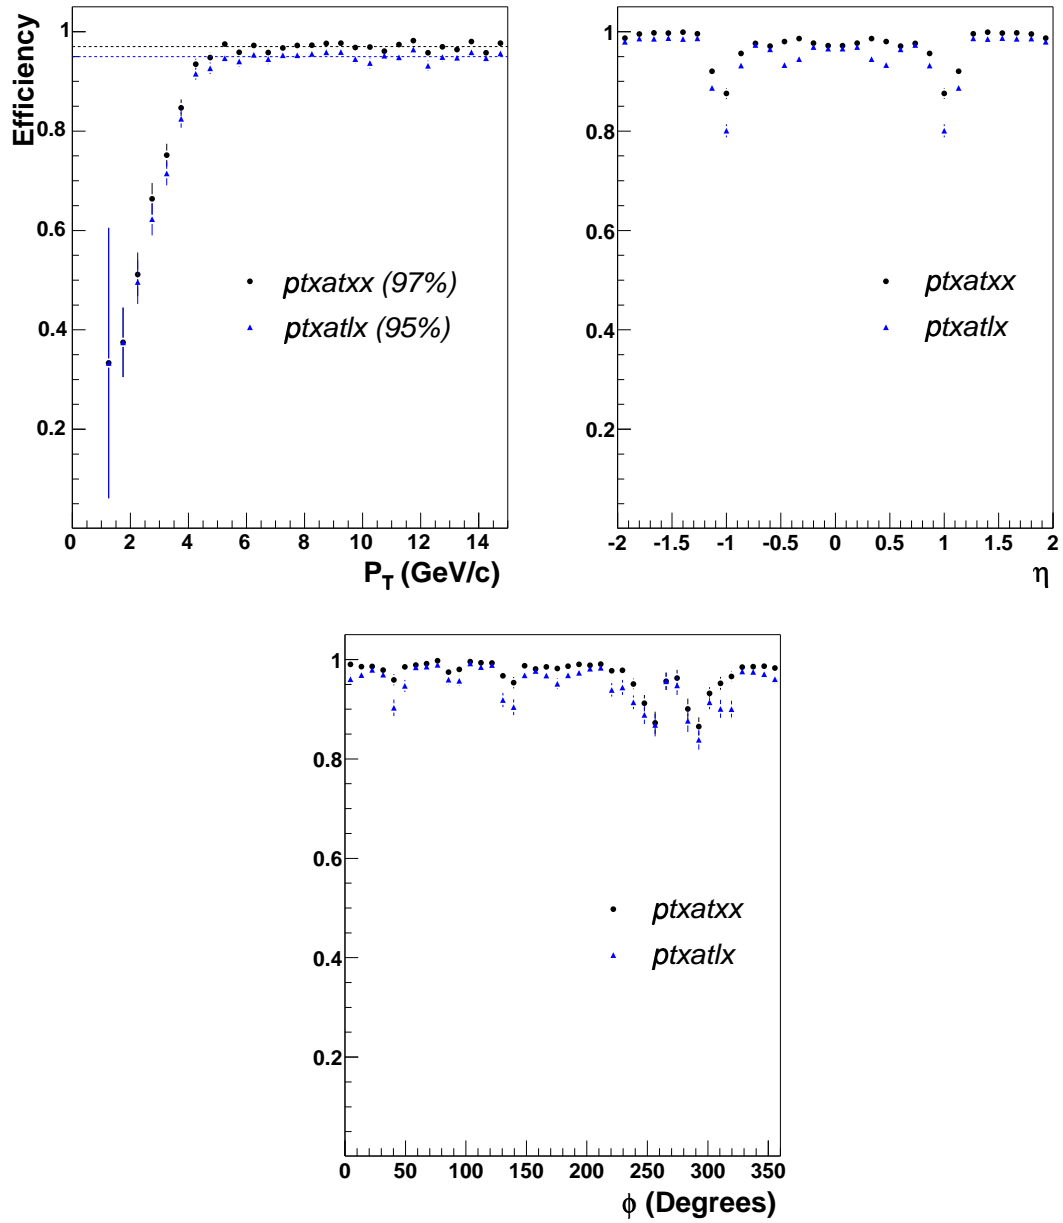 Efficiency
1
0.8
0.6
0.4
0.2
ptxatxx (97%)
ptxatlx (95%)
0 2 4 6 8 10 12 14
P_T (GeV/c)
1
0.8
0.6
0.4
0.2
ptxatxx
ptxatlx
-2 -1.5 -1 -0.5 0 0.5 1 1.5 2
η
1
0.8
0.6
0.4
0.2
ptxatxx
ptxatlx
0 50 100 150 200 250 300 350
ϕ (Degrees)